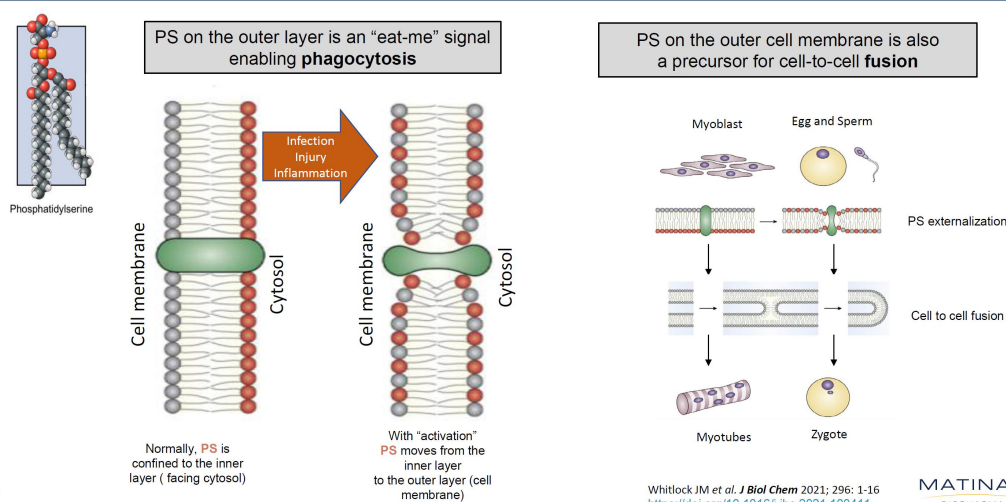 PS on the outer layer is an “eat-me” signal
enabling phagocytosis
PS on the outer cell membrane is also
a precursor for cell-to-cell fusion
Phosphatidylserine
Infection
Injury
Inflammation
Cell membrane
Cytosol
Cell membrane
Cytosol
Normally, PS is
confined to the inner
layer ( facing cytosol)
With “activation”
PS moves from the
inner layer
to the outer layer (cell
membrane)
Myoblast
Egg and Sperm
PS externalization
Cell to cell fusion
Myotubes
Zygote
Whitlock JM et al. J Biol Chem 2021; 296: 1-16
MATINA